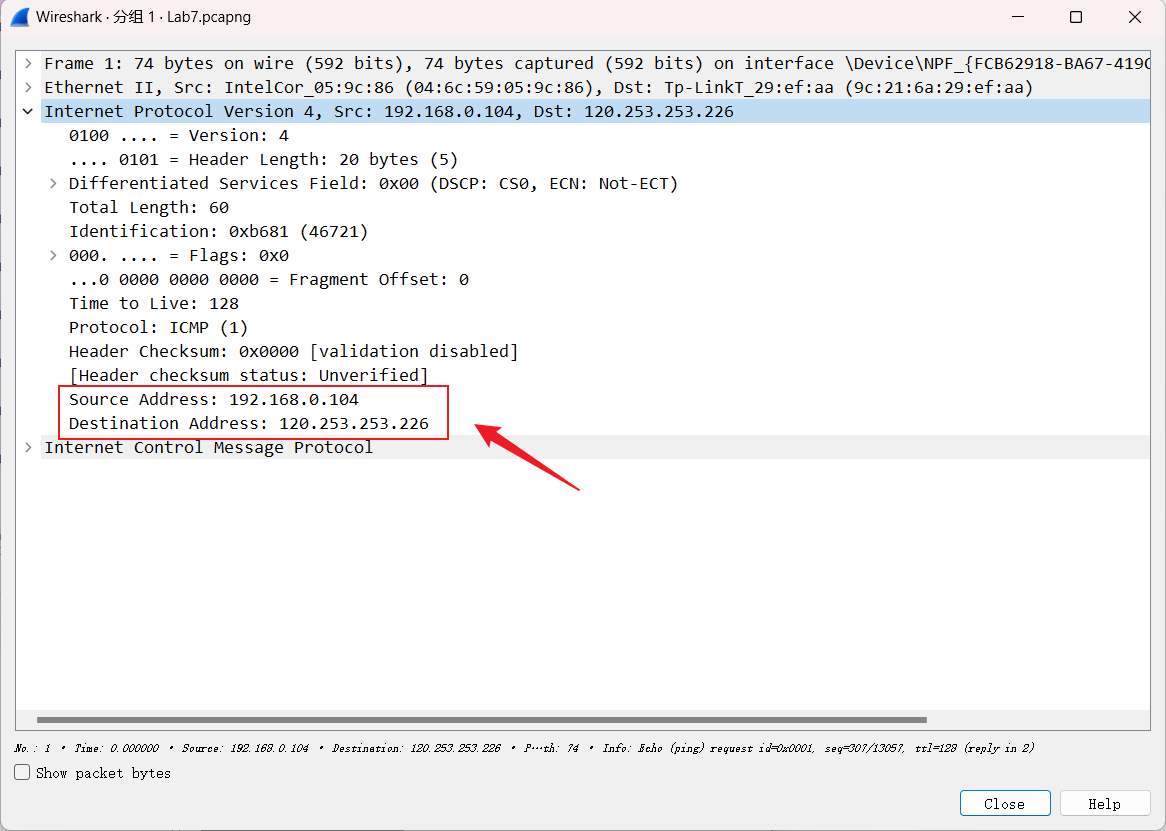 Wireshark · 分组 1 · Lab7.pcapng
Frame 1: 74 bytes on wire (592 bits), 74 bytes captured (592 bits) on interface \Device\NPF_{FCB62918-BA67-419C
Ethernet II, Src: IntelCor_05:9c:86 (04:6c:59:05:9c:86), Dst: Tp-LinkT_29:ef:aa (9c:21:6a:29:ef:aa)
Internet Protocol Version 4, Src: 192.168.0.104, Dst: 120.253.253.226
0100 .... = Version: 4
.... 0101 = Header Length: 20 bytes (5)
Differentiated Services Field: 0x00 (DSCP: CS0, ECN: Not-ECT)
Total Length: 60
Identification: 0xb681 (46721)
000. .... = Flags: 0x0
...0 0000 0000 0000 = Fragment Offset: 0
Time to Live: 128
Protocol: ICMP (1)
Header Checksum: 0x0000 [validation disabled]
[Header checksum status: Unverified]
Source Address: 192.168.0.104
Destination Address: 120.253.253.226
Internet Control Message Protocol
No.: 1 · Time: 0.000000 · Source: 192.168.0.104 · Destination: 120.253.253.226 · P…th: 74 · Info: Echo (ping) request id=0x0001, seq=307/13057, ttl=128 (reply in 2)
Show packet bytes
Close Help